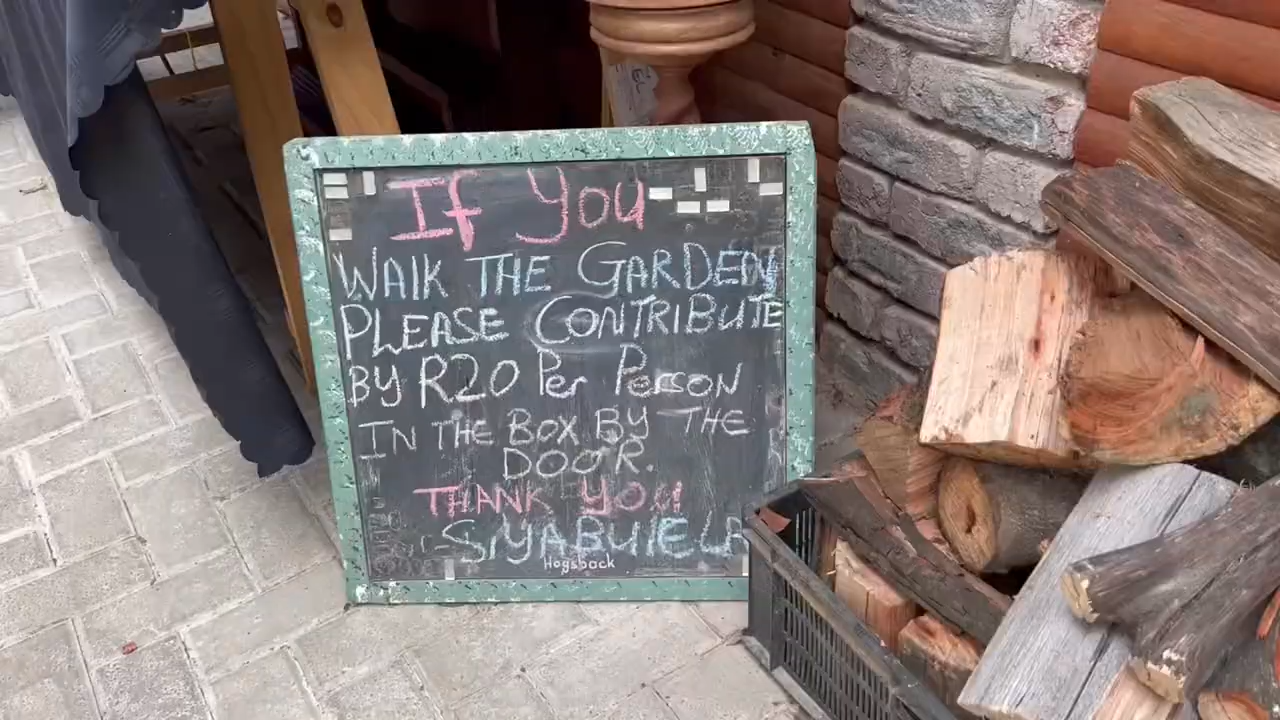 If You
WALK THE GARDEN
PLEASE CONTRIBUTE
BY R20 Per Person
IN THE BOX BY THE
DOOR.
THANK YOU
SIYABULELA
Hogsback